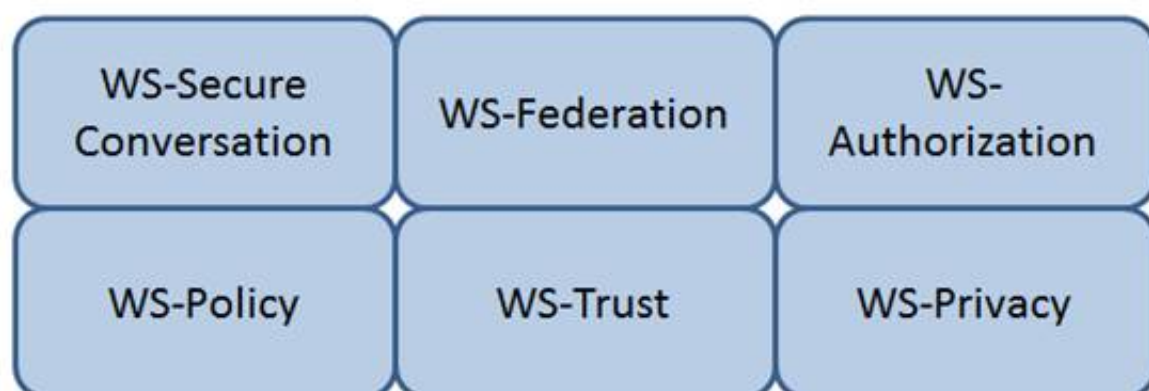 WS-Secure
Conversation
WS-Federation
WS-
Authorization
WS-Policy
WS-Trust
WS-Privacy